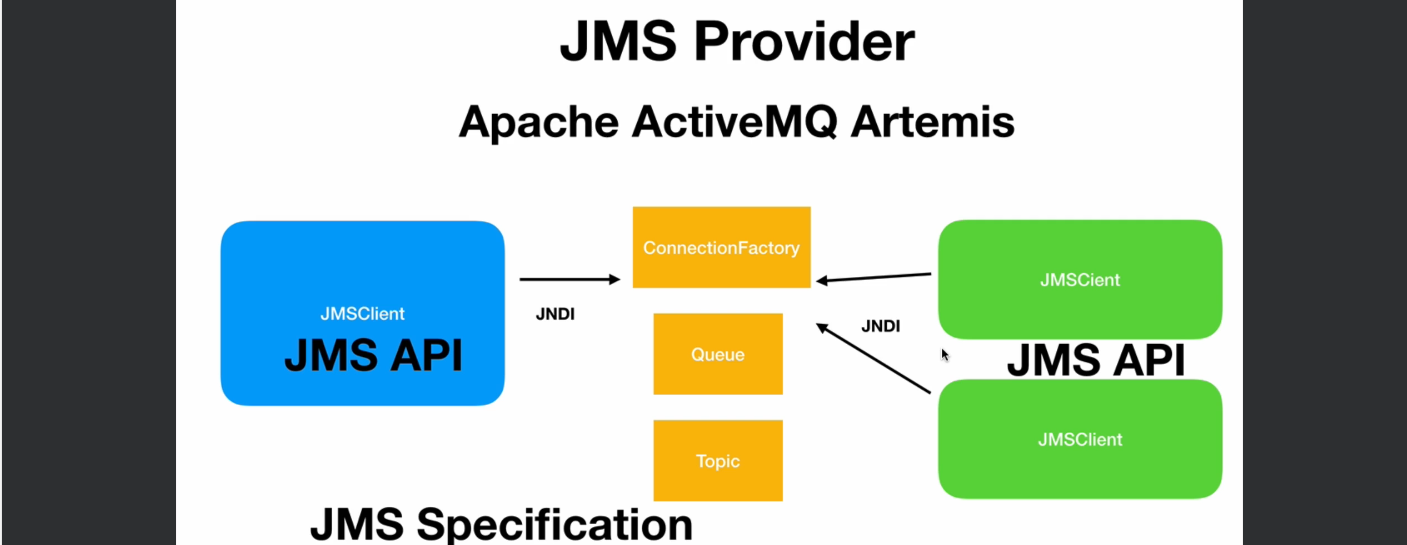 JMS Provider
Apache ActiveMQ Artemis
ConnectionFactory
JMSClient
JMS API
JNDI
Queue
Topic
JNDI
JMSCient
JMS API
JMSClient
JMS Specification